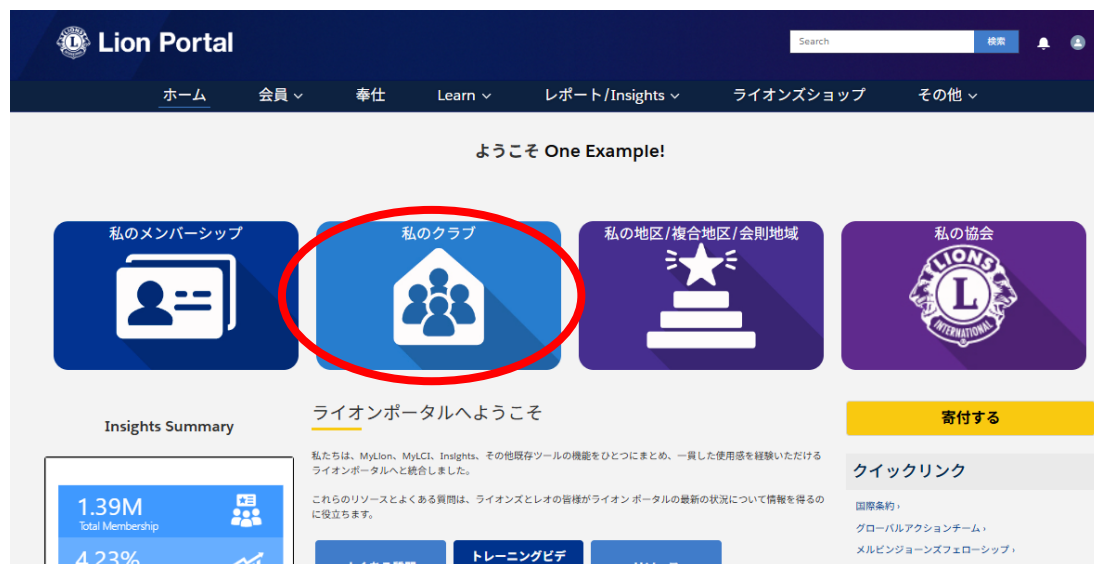 Lion Portal
Search
検索
ホーム
会員
奉仕
Learn
レポート/Insights
ライオンズショップ
その他
ようこそ One Example!
私のメンバーシップ
私のクラブ
私の地区/複合地区/会則地域
私の協会
LIONS
L
INTERNATIONAL
Insights Summary
1.39M
Total Membership
4.23%
ライオンポータルへようこそ
私たちは、MyLion、MyLCI、Insights、その他既存ツールの機能をひとつにまとめ、一貫した使用感を経験いただける
ライオンポータルへと統合しました。
これらのリソースとよくある質問は、ライオンズとレオの皆様がライオン ポータルの最新の状況について情報を得るの
に役立ちます。
トレーニングビデ
寄付する
クイックリンク
国際条約 ›
グローバルアクションチーム ›
メルビンジョーンズフェローシップ ›